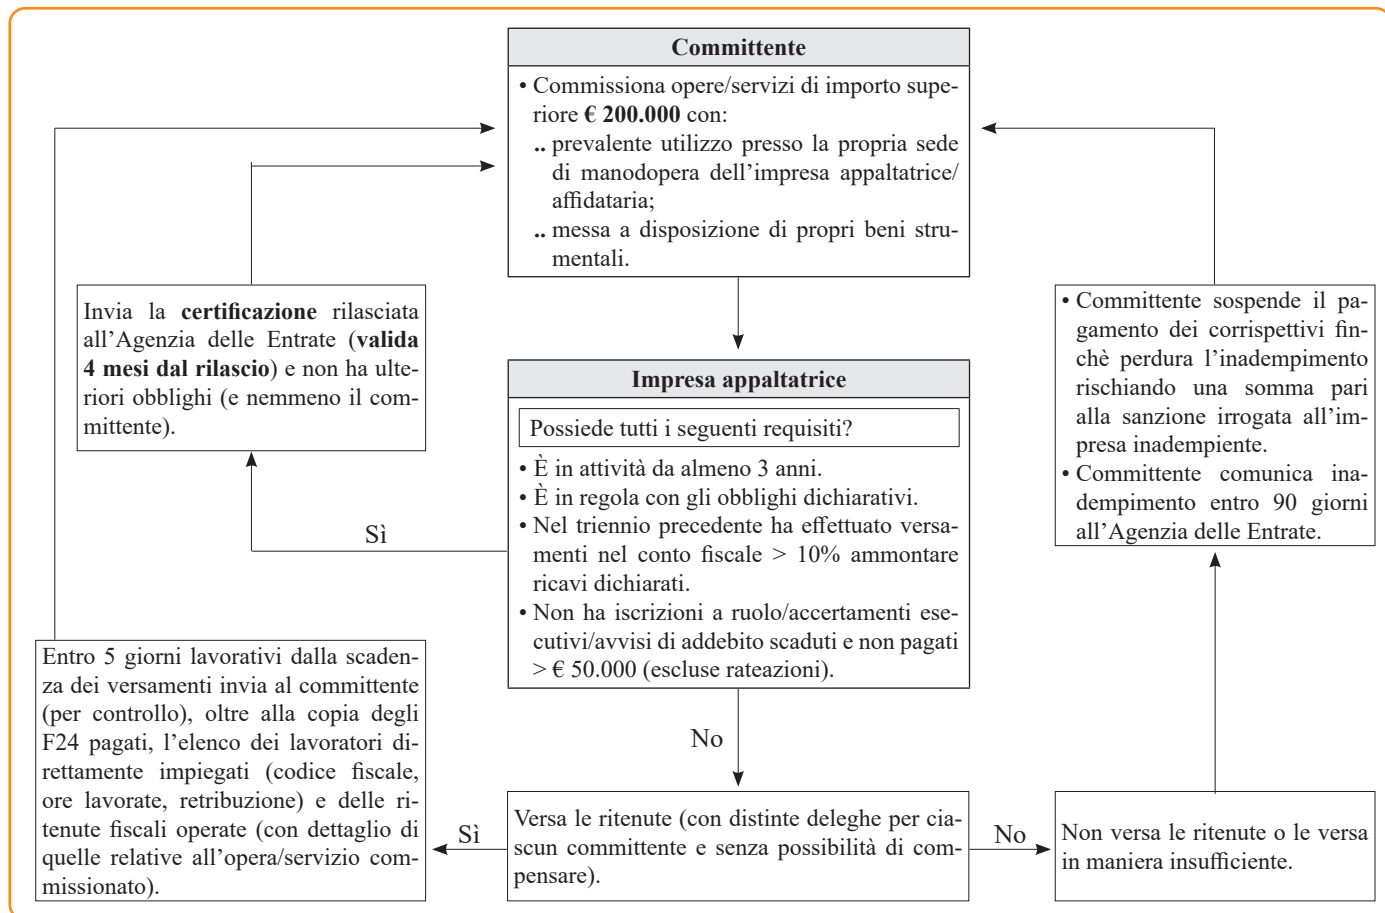 Committente
• Commissiona opere/servizi di importo supe-
riore € 200.000 con:
.. prevalente utilizzo presso la propria sede
di manodopera dell’impresa appaltatrice/
affidataria;
.. messa a disposizione di propri beni stru-
mentali.
Invia la certificazione rilasciata
all’Agenzia delle Entrate (valida
4 mesi dal rilascio) e non ha ulte-
riori obblighi (e nemmeno il com-
mittente).
• Committente sospende il pa-
gamento dei corrispettivi fin-
chè perdura l’inadempimento
rischiando una somma pari
alla sanzione irrogata all’im-
presa inadempiente.
• Committente comunica ina-
dempimento entro 90 giorni
all’Agenzia delle Entrate.
Impresa appaltatrice
Possiede tutti i seguenti requisiti?
• È in attività da almeno 3 anni.
• È in regola con gli obblighi dichiarativi.
• Nel triennio precedente ha effettuato versa-
menti nel conto fiscale > 10% ammontare
ricavi dichiarati.
• Non ha iscrizioni a ruolo/accertamenti ese-
cutivi/avvisi di addebito scaduti e non pagati
> € 50.000 (escluse rateazioni).
Sì
No
Entro 5 giorni lavorativi dalla scaden-
za dei versamenti invia al committente
(per controllo), oltre alla copia degli
F24 pagati, l’elenco dei lavoratori di-
rettamente impiegati (codice fiscale,
ore lavorate, retribuzione) e delle ri-
tenute fiscali operate (con dettaglio di
quelle relative all’opera/servizio com-
missionato).
Sì
Versa le ritenute (con distinte deleghe per cia-
scun committente e senza possibilità di com-
pensare).
No
Non versa le ritenute o le versa
in maniera insufficiente.